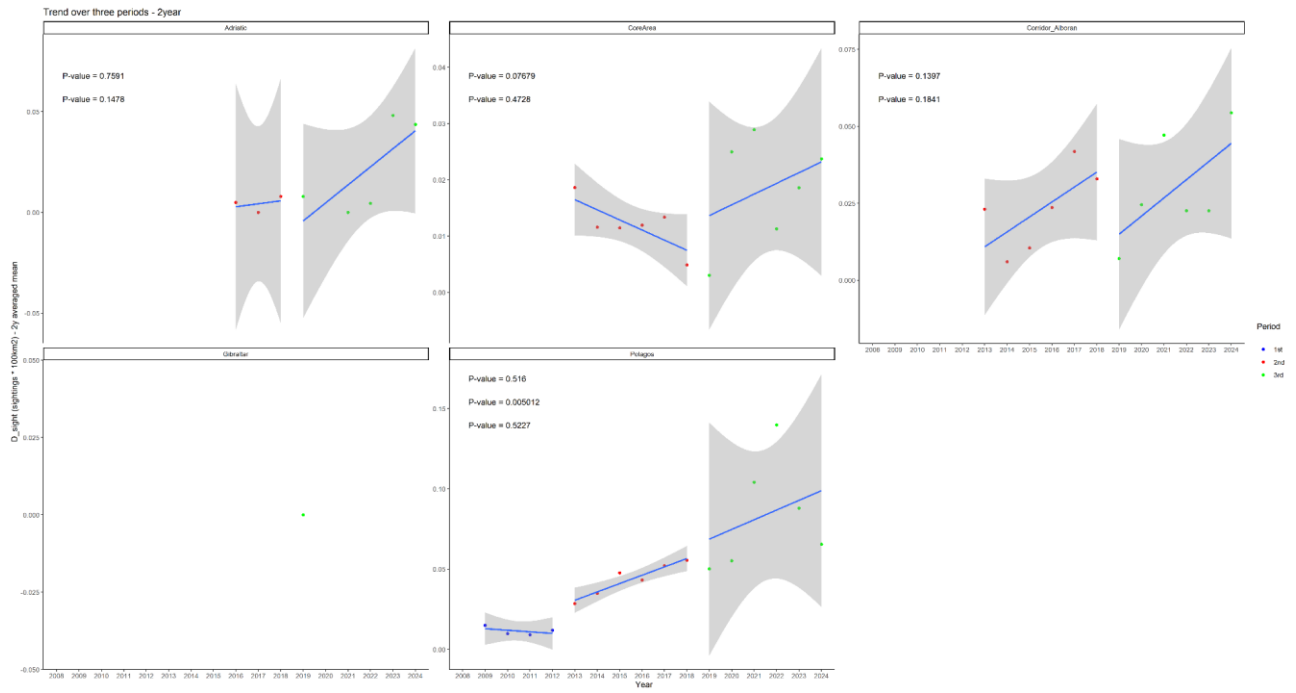 Trend over three periods - 2year
Adriatic
P-value = 0.7591
P-value = 0.1478
0.05
0.00
-0.05
CoreArea
P-value = 0.07679
P-value = 0.4728
0.04
0.03
0.02
0.01
0.00
Corridor_Alboran
P-value = 0.1397
P-value = 0.1841
0.075
0.050
0.025
0.000
2008 2009 2010 2011 2012 2013 2014 2015 2016 2017 2018 2019 2020 2021 2022 2023 2024
Gibraltar
0.050
0.025
0.000
-0.025
-0.050
2008 2009 2010 2011 2012 2013 2014 2015 2016 2017 2018 2019 2020 2021 2022 2023 2024
Pelagos
P-value = 0.516
P-value = 0.005012
P-value = 0.5227
0.15
0.10
0.05
0.00
2008 2009 2010 2011 2012 2013 2014 2015 2016 2017 2018 2019 2020 2021 2022 2023 2024
D_sight (sightings * 100km2) - 2y averaged mean
Year
Period
1st
2nd
3rd